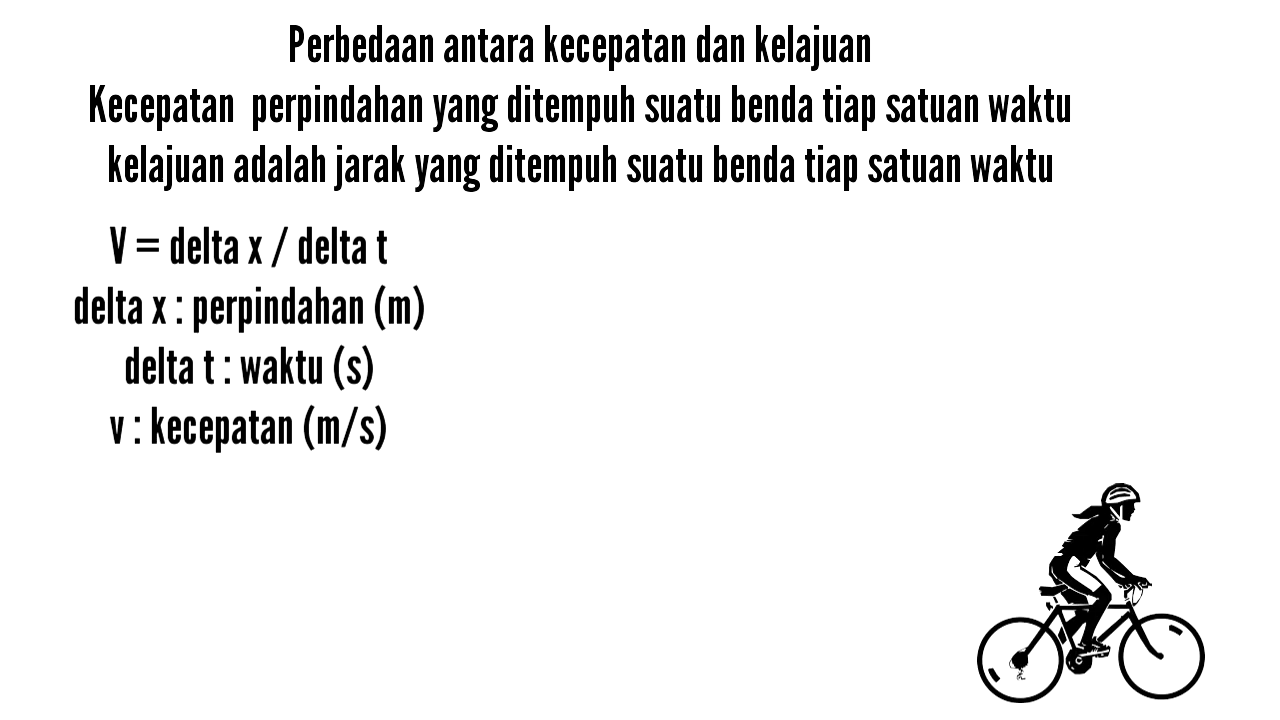 Perbedaan antara kecepatan dan kelajuan
Kecepatan  perpindahan yang ditempuh suatu benda tiap satuan waktu
kelajuan adalah jarak yang ditempuh suatu benda tiap satuan waktu
V = delta x / delta t
delta x : perpindahan (m)
delta t : waktu (s)
v : kecepatan (m/s)